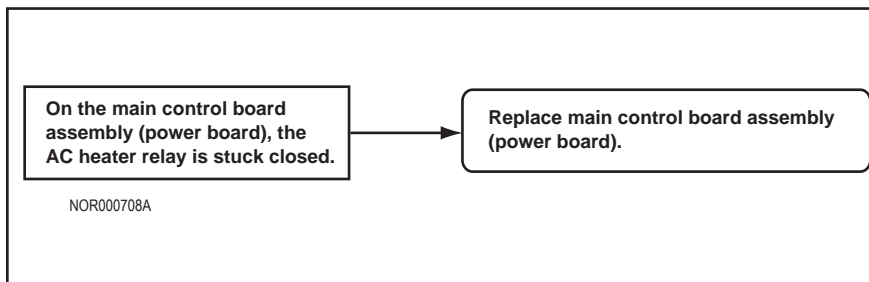 On the main control board
assembly (power board), the
AC heater relay is stuck closed.
Replace main control board assembly
(power board).
NOR000708A